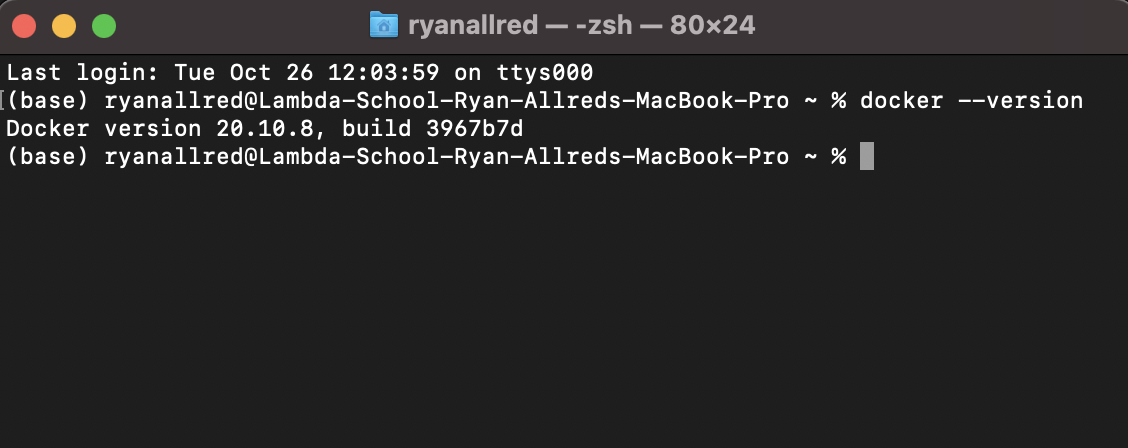 ryanallred — -zsh — 80×24
Last login: Tue Oct 26 12:03:59 on ttys000
(base) ryanallred@Lambda-School-Ryan-Allreds-MacBook-Pro ~ % docker --version
Docker version 20.10.8, build 3967b7d
(base) ryanallred@Lambda-School-Ryan-Allreds-MacBook-Pro ~ %